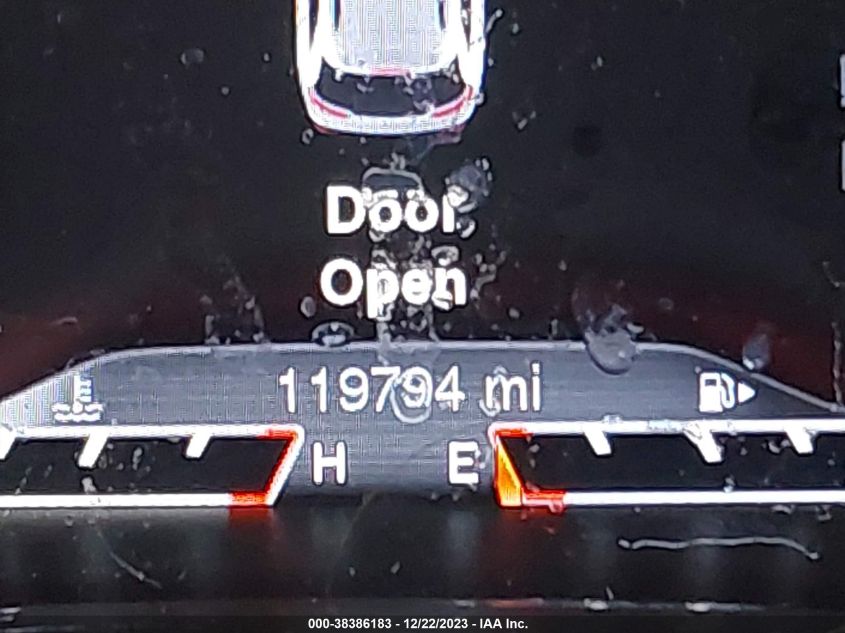 Door
Open
119794 mi
H E
000-38386183 - 12/22/2023 - IAA Inc.